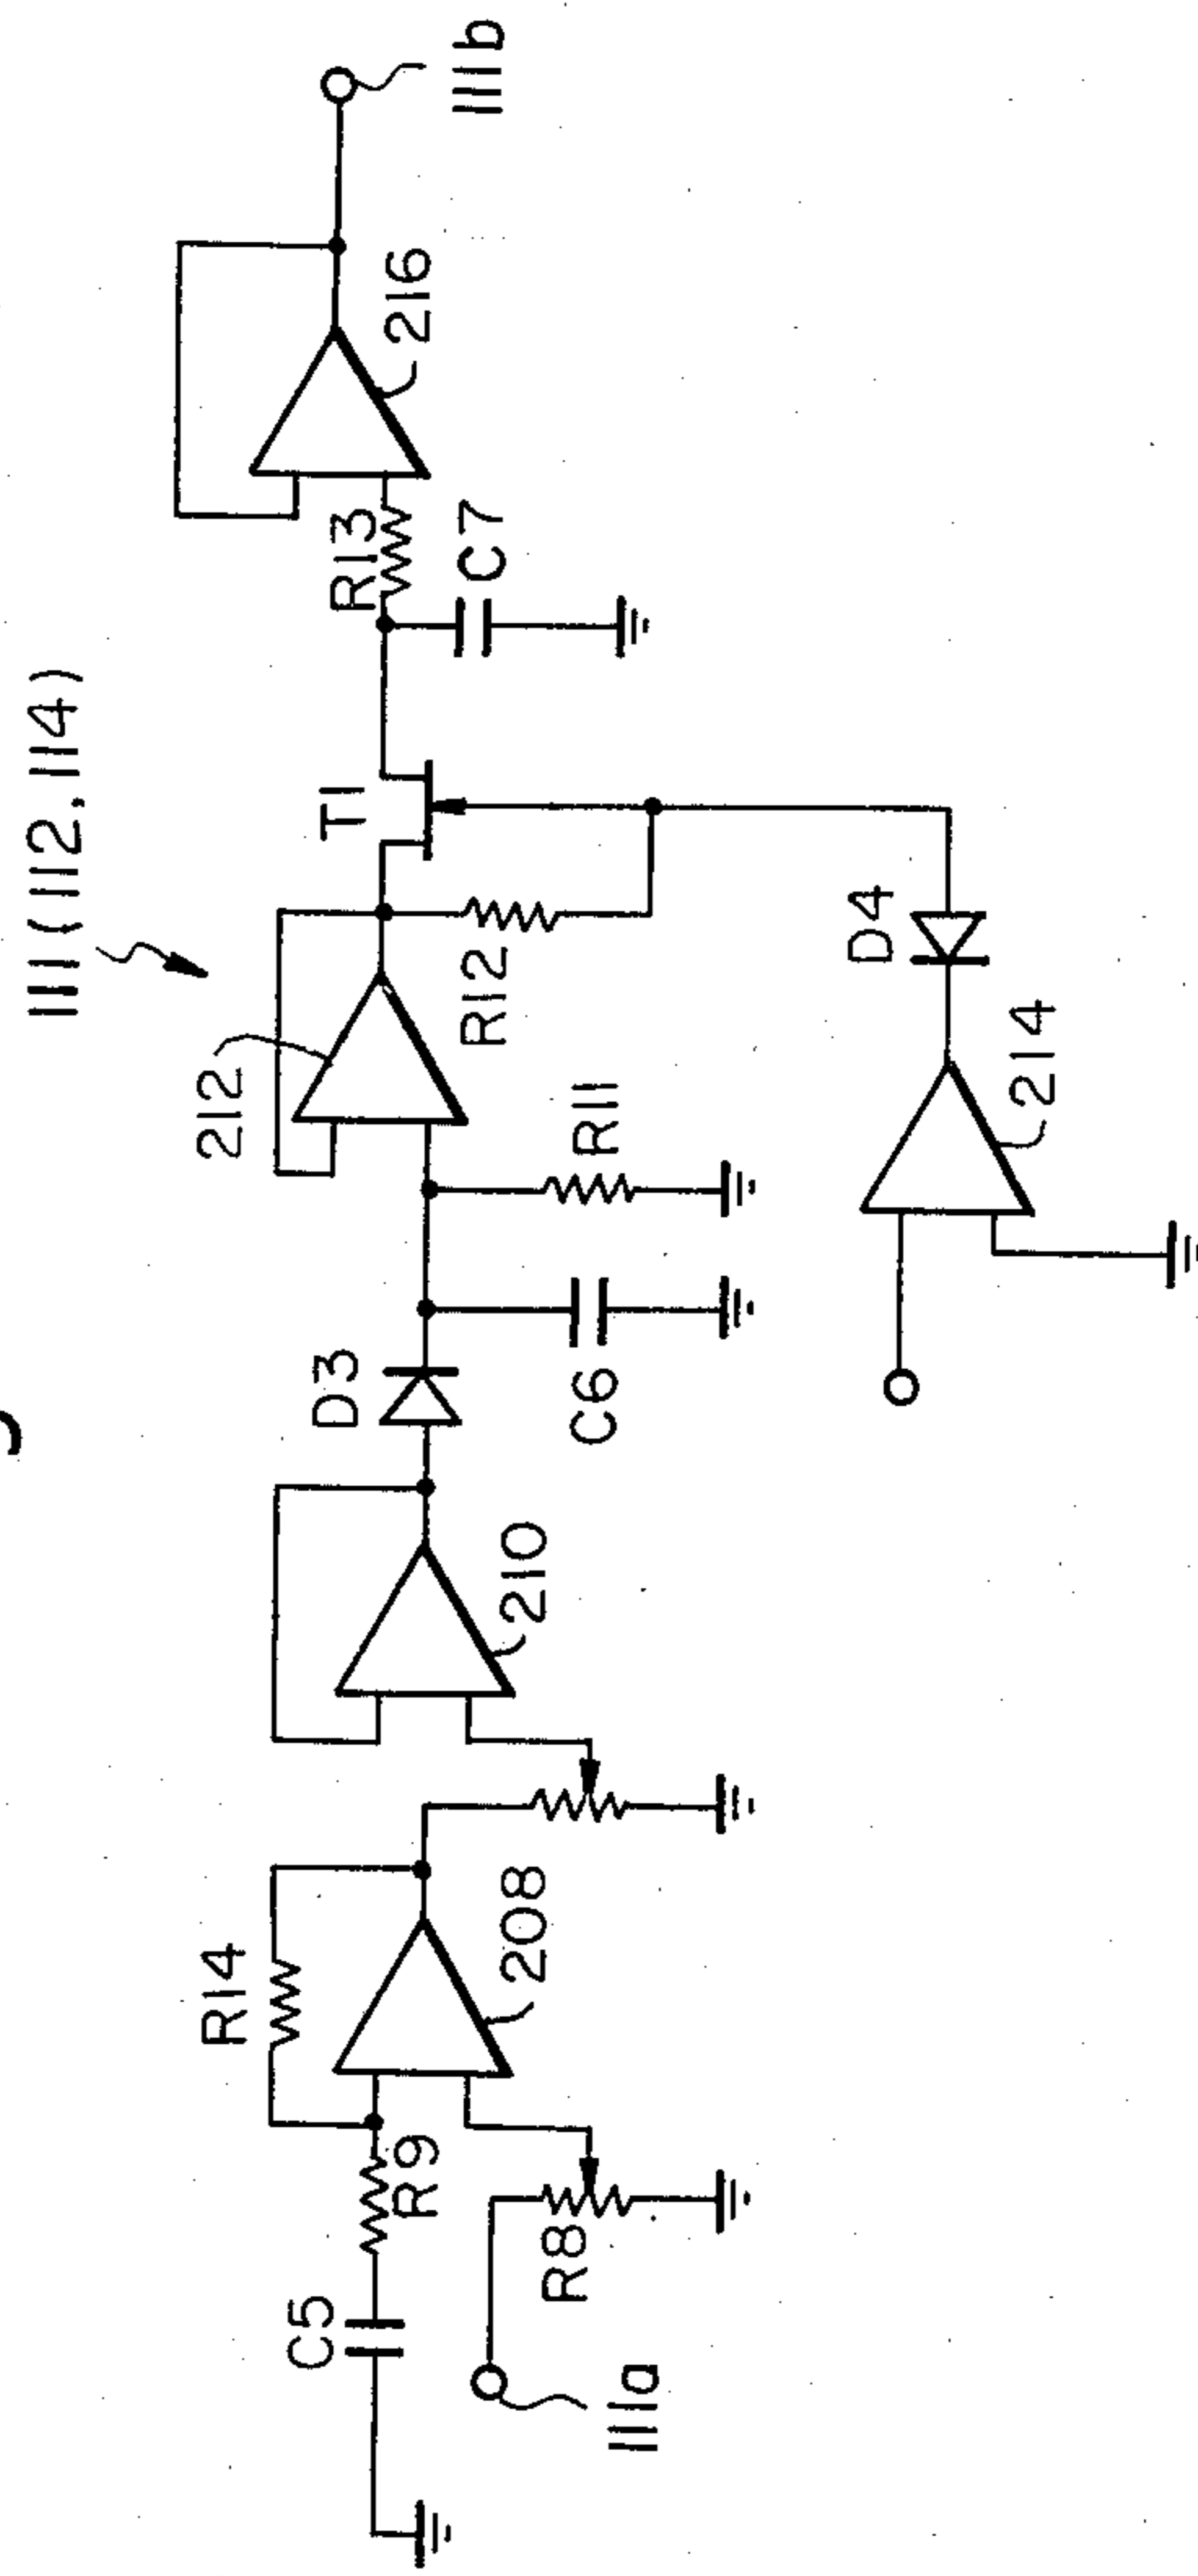 111(112,114)
C5
R9
R14
208
R8
111a
210
D3
C6
R11
212
R12
T1
R13
C7
216
111b
D4
214